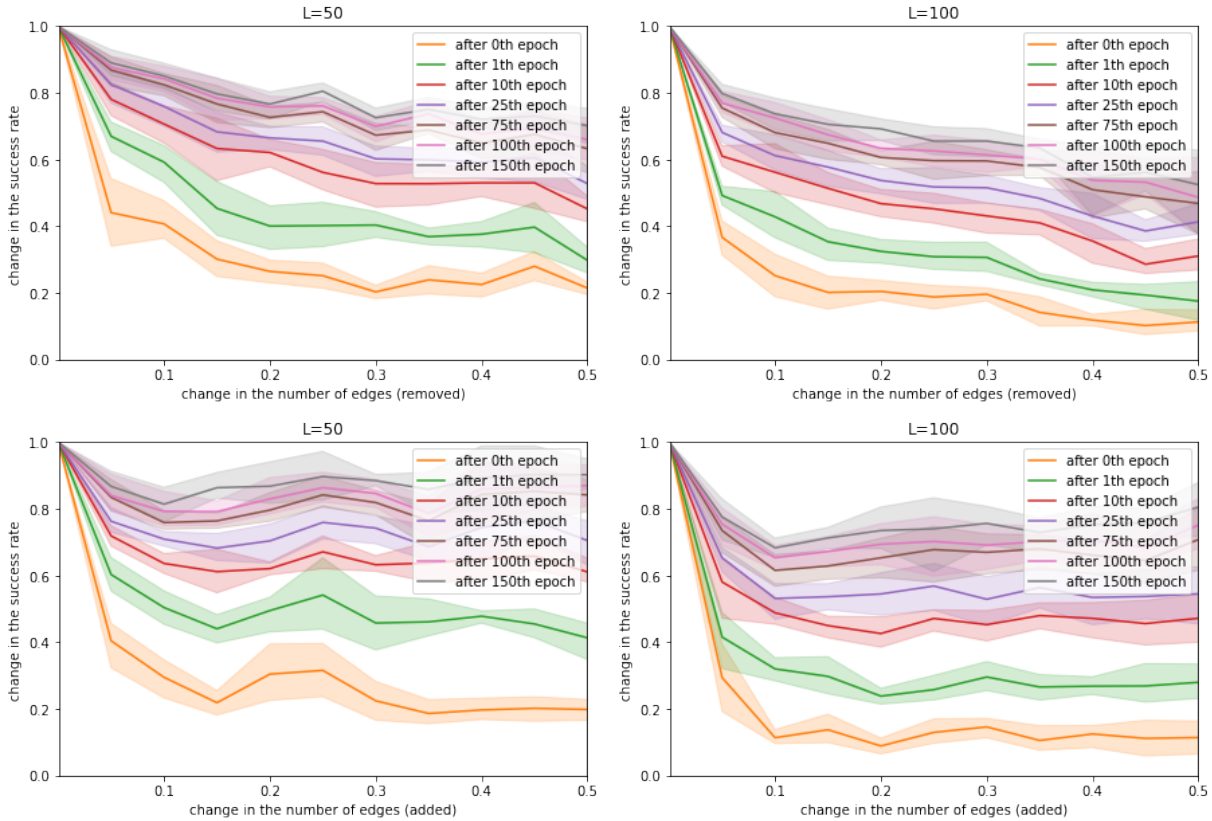 L=50
1.0
0.8
0.6
0.4
0.2
0.0
change in the success rate
after 0th epoch
after 1th epoch
after 10th epoch
after 25th epoch
after 75th epoch
after 100th epoch
after 150th epoch
0.1 0.2 0.3 0.4 0.5
change in the number of edges (removed)
L=100
1.0
0.8
0.6
0.4
0.2
0.0
change in the success rate
after 0th epoch
after 1th epoch
after 10th epoch
after 25th epoch
after 75th epoch
after 100th epoch
after 150th epoch
0.1 0.2 0.3 0.4 0.5
change in the number of edges (removed)
L=50
1.0
0.8
0.6
0.4
0.2
0.0
change in the success rate
after 0th epoch
after 1th epoch
after 10th epoch
after 25th epoch
after 75th epoch
after 100th epoch
after 150th epoch
0.1 0.2 0.3 0.4 0.5
change in the number of edges (added)
L=100
1.0
0.8
0.6
0.4
0.2
0.0
change in the success rate
after 0th epoch
after 1th epoch
after 10th epoch
after 25th epoch
after 75th epoch
after 100th epoch
after 150th epoch
0.1 0.2 0.3 0.4 0.5
change in the number of edges (added)